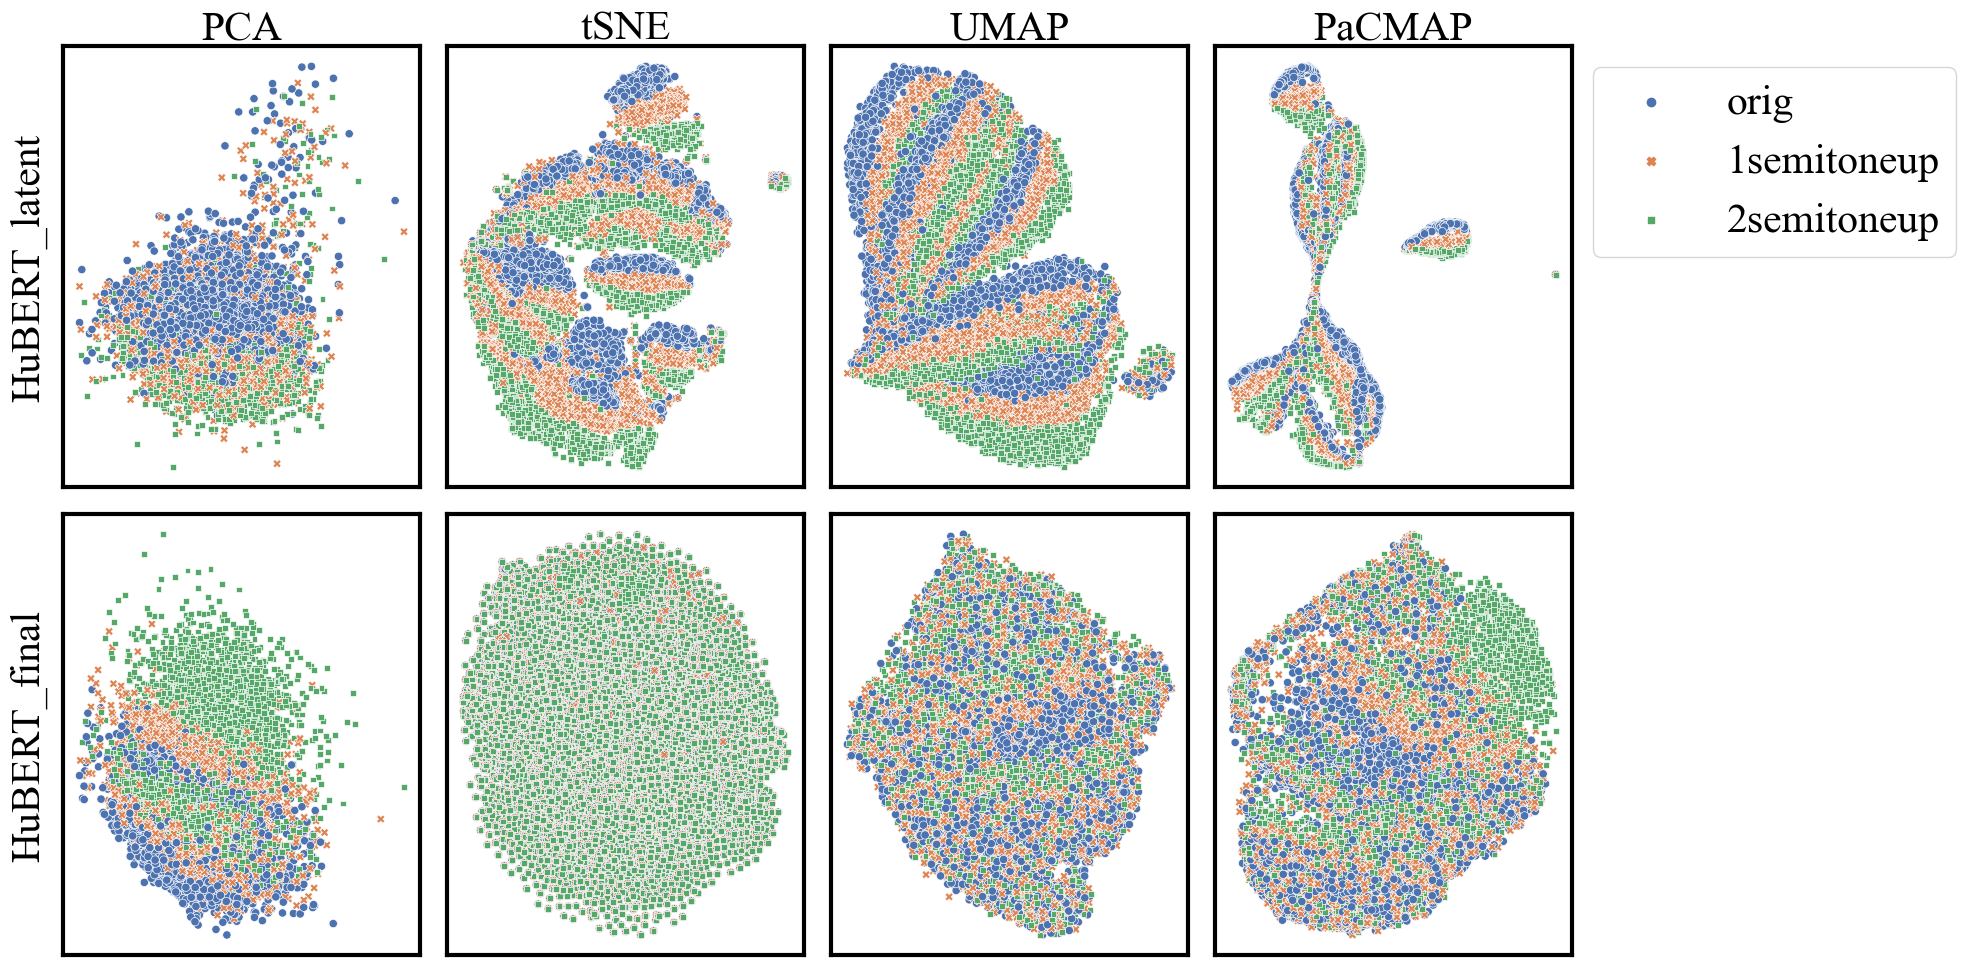 PCA
tSNE
UMAP
PaCMAP
HuBERT_latent
HuBERT_final
orig
1semitoneup
2semitoneup